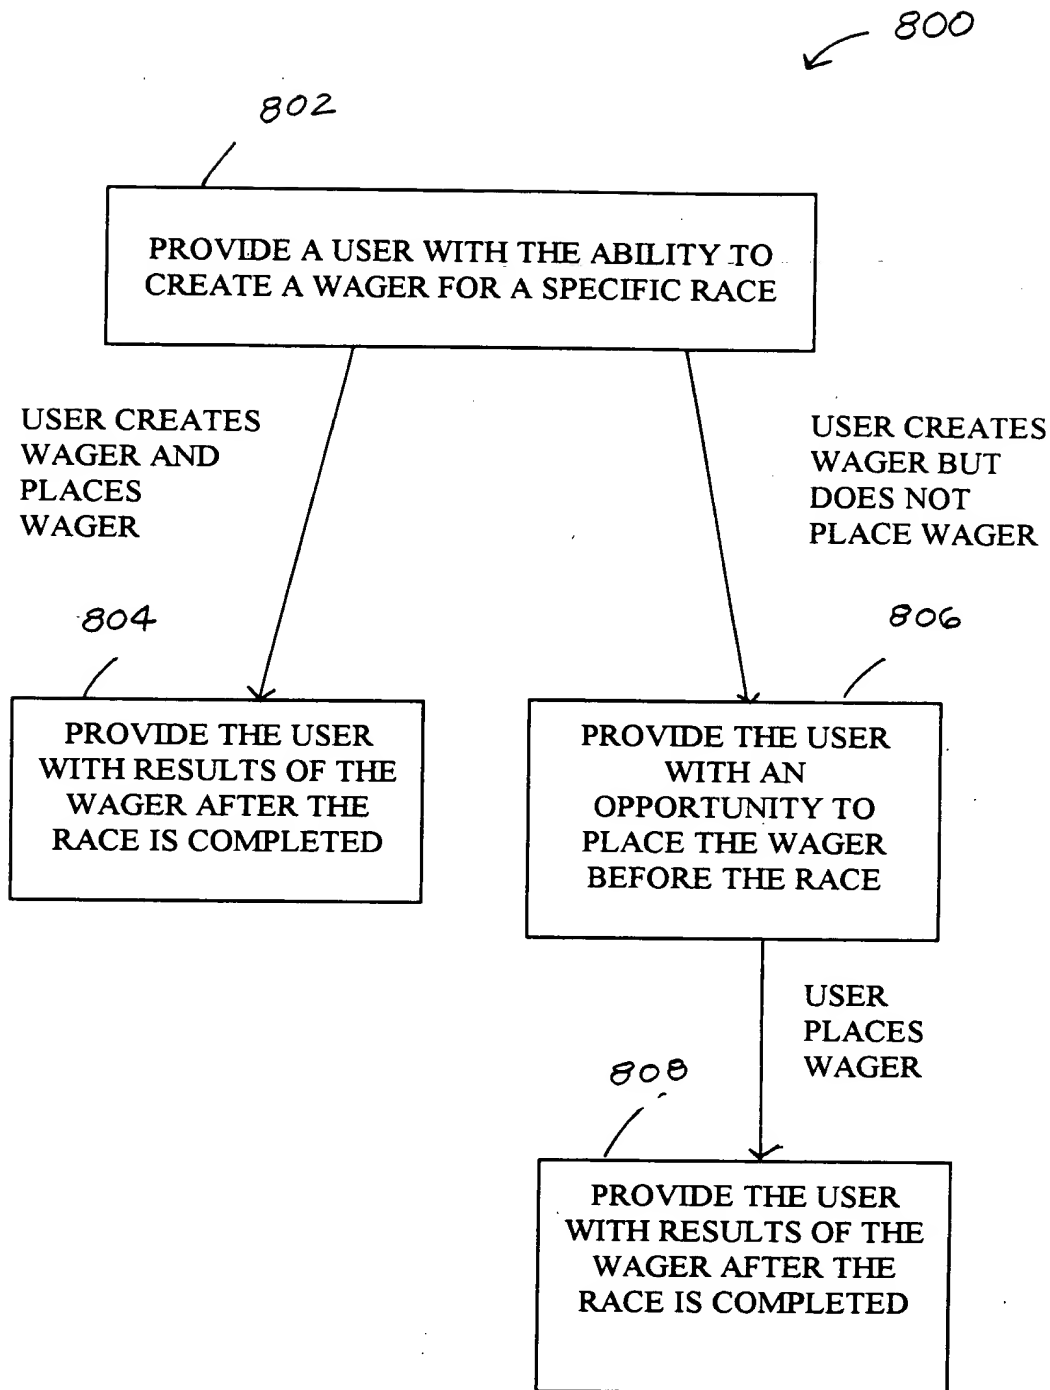 800
802
PROVIDE A USER WITH THE ABILITY TO
CREATE A WAGER FOR A SPECIFIC RACE
USER CREATES
WAGER AND
PLACES
WAGER
USER CREATES
WAGER BUT
DOES NOT
PLACE WAGER
804
806
PROVIDE THE USER
WITH RESULTS OF THE
WAGER AFTER THE
RACE IS COMPLETED
PROVIDE THE USER
WITH AN
OPPORTUNITY TO
PLACE THE WAGER
BEFORE THE RACE
USER
PLACES
WAGER
808
PROVIDE THE USER
WITH RESULTS OF THE
WAGER AFTER THE
RACE IS COMPLETED